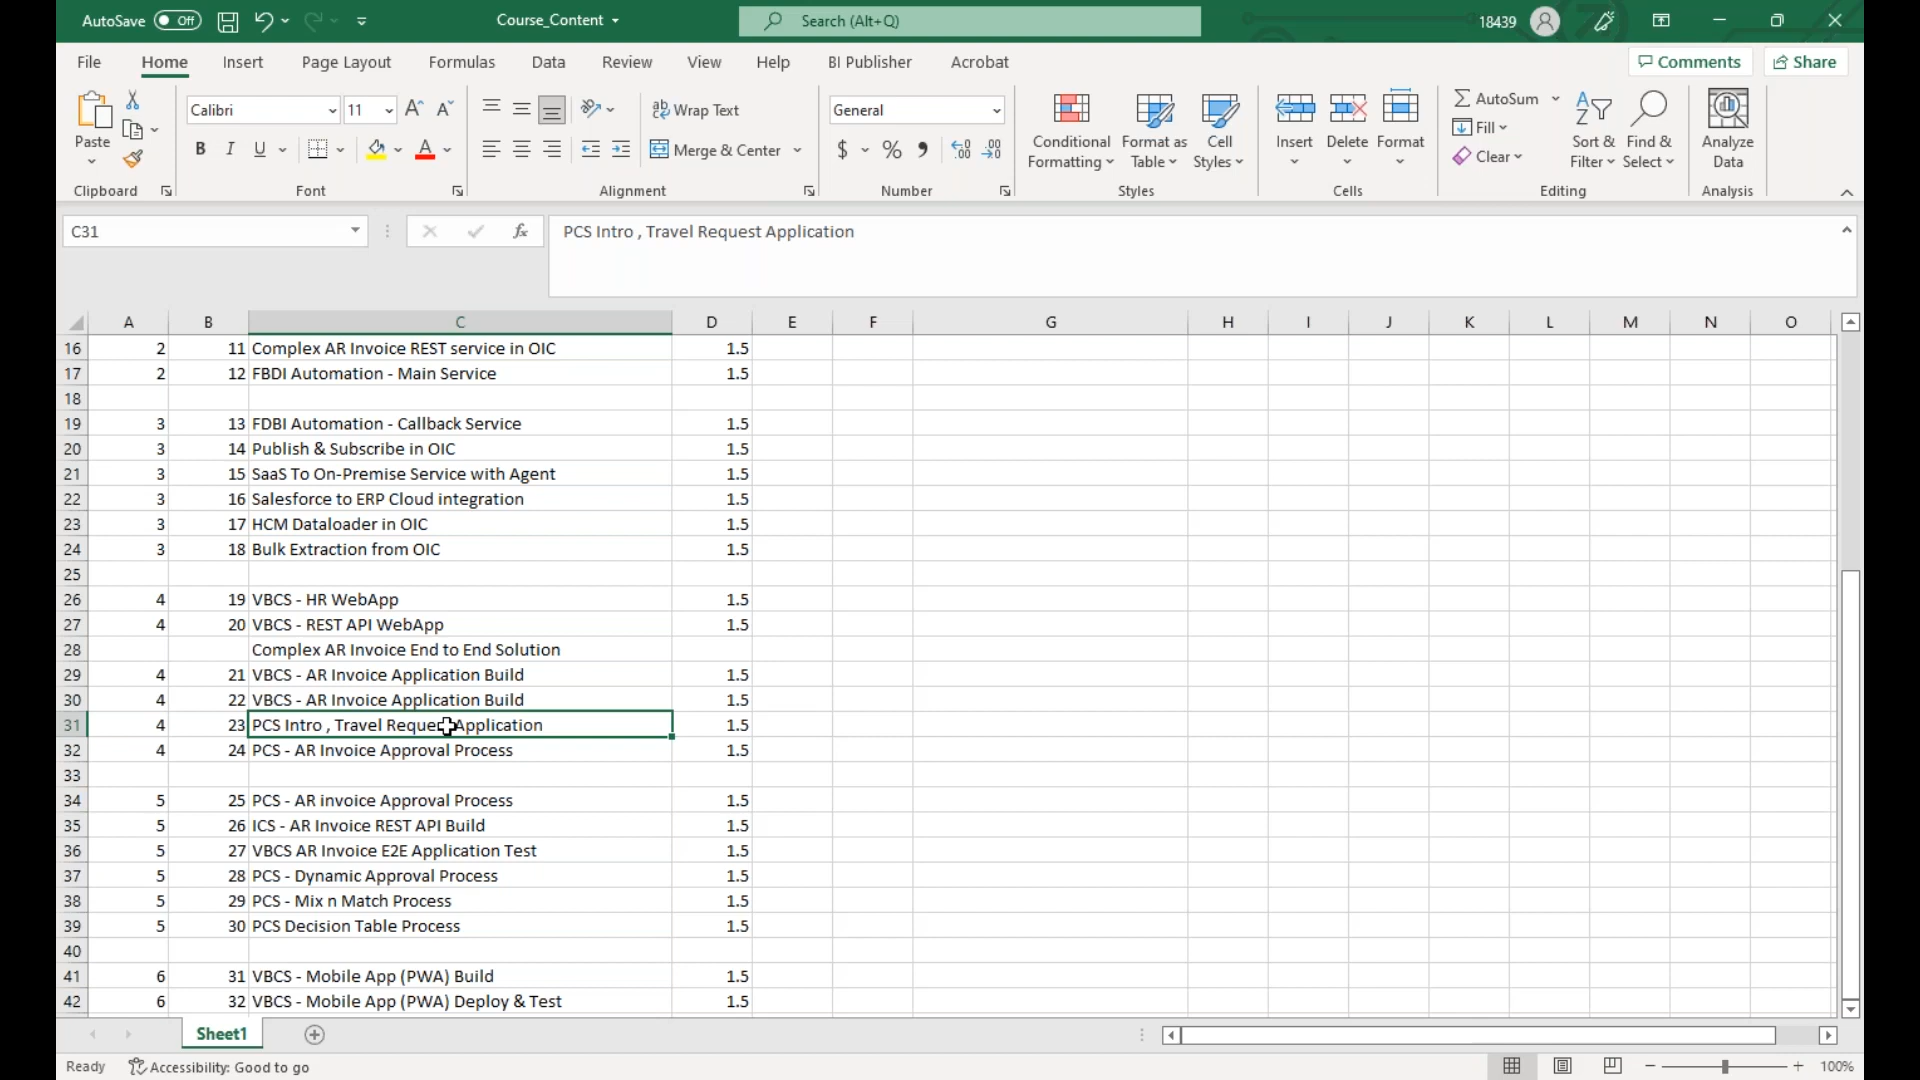 AutoSave Off Course_Content Search (Alt+Q) 18439
File Home Insert Page Layout Formulas Data Review View Help BI Publisher Acrobat Comments Share
Paste Calibri 11 Wrap Text General Conditional Formatting Format as Table Cell Styles Insert Delete Format AutoSum Sort & Filter Find & Select Analyze Data
B I U Merge & Center $ % Fill Clear
Clipboard Font Alignment Number Styles Cells Editing Analysis
C31 fx PCS Intro , Travel Request Application
A B C D E F G H I J K L M N O
16 2 11 Complex AR Invoice REST service in OIC 1.5
17 2 12 FBDI Automation - Main Service 1.5
18
19 3 13 FDBI Automation - Callback Service 1.5
20 3 14 Publish & Subscribe in OIC 1.5
21 3 15 SaaS To On-Premise Service with Agent 1.5
22 3 16 Salesforce to ERP Cloud integration 1.5
23 3 17 HCM Dataloader in OIC 1.5
24 3 18 Bulk Extraction from OIC 1.5
25
26 4 19 VBCS - HR WebApp 1.5
27 4 20 VBCS - REST API WebApp 1.5
28 Complex AR Invoice End to End Solution
29 4 21 VBCS - AR Invoice Application Build 1.5
30 4 22 VBCS - AR Invoice Application Build 1.5
31 4 23 PCS Intro , Travel Request Application 1.5
32 4 24 PCS - AR Invoice Approval Process 1.5
33
34 5 25 PCS - AR invoice Approval Process 1.5
35 5 26 ICS - AR Invoice REST API Build 1.5
36 5 27 VBCS AR Invoice E2E Application Test 1.5
37 5 28 PCS - Dynamic Approval Process 1.5
38 5 29 PCS - Mix n Match Process 1.5
39 5 30 PCS Decision Table Process 1.5
40
41 6 31 VBCS - Mobile App (PWA) Build 1.5
42 6 32 VBCS - Mobile App (PWA) Deploy & Test 1.5
Sheet1
Ready Accessibility: Good to go 100%